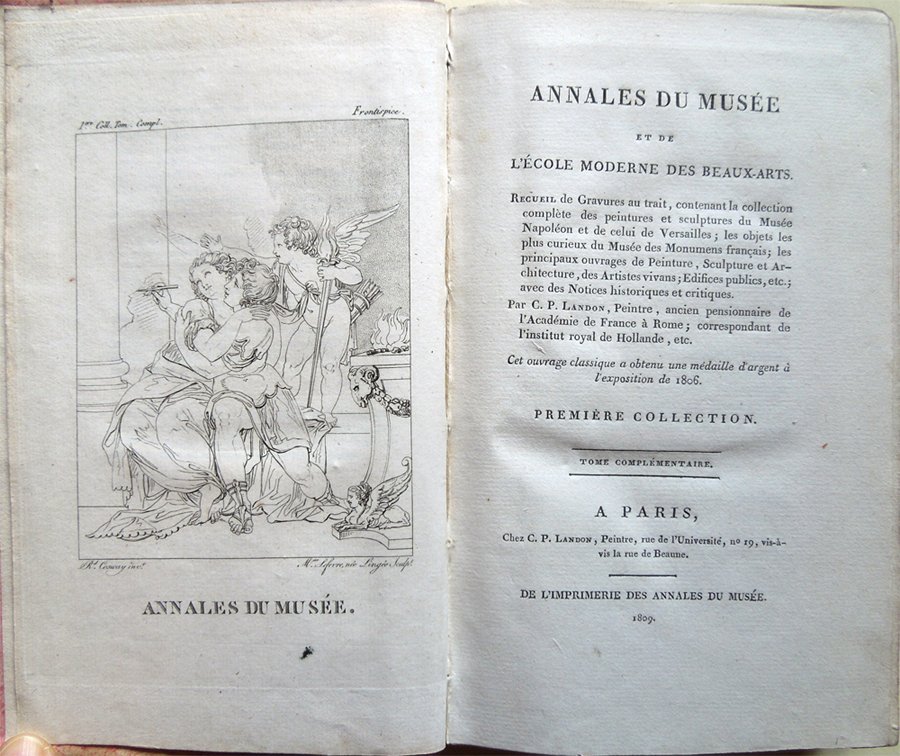 1.ere Coll. Tom. Compl.
Frontispice.
Rd. Cosway inv.t
M.me Lefevre, née Lingée Sculp.t
ANNALES DU MUSÉE.
ANNALES DU MUSÉE
ET DE
L'ÉCOLE MODERNE DES BEAUX-ARTS.
RECUEIL de Gravures au trait, contenant la collection
complète des peintures et sculptures du Musée
Napoléon et de celui de Versailles; les objets les
plus curieux du Musée des Monumens français; les
principaux ouvrages de Peinture, Sculpture et Ar-
chitecture, des Artistes vivans; Edifices publics, etc.;
avec des Notices historiques et critiques.
Par C. P. LANDON, Peintre, ancien pensionnaire de
l'Académie de France à Rome; correspondant de
l'institut royal de Hollande, etc.
Cet ouvrage classique a obtenu une médaille d'argent à
l'exposition de 1806.
PREMIÈRE COLLECTION.
TOME COMPLÉMENTAIRE.
A PARIS,
Chez C. P. LANDON, Peintre, rue de l'Université, no 19, vis-à-
vis la rue de Beaune.
DE L'IMPRIMERIE DES ANNALES DU MUSÉE.
1809.